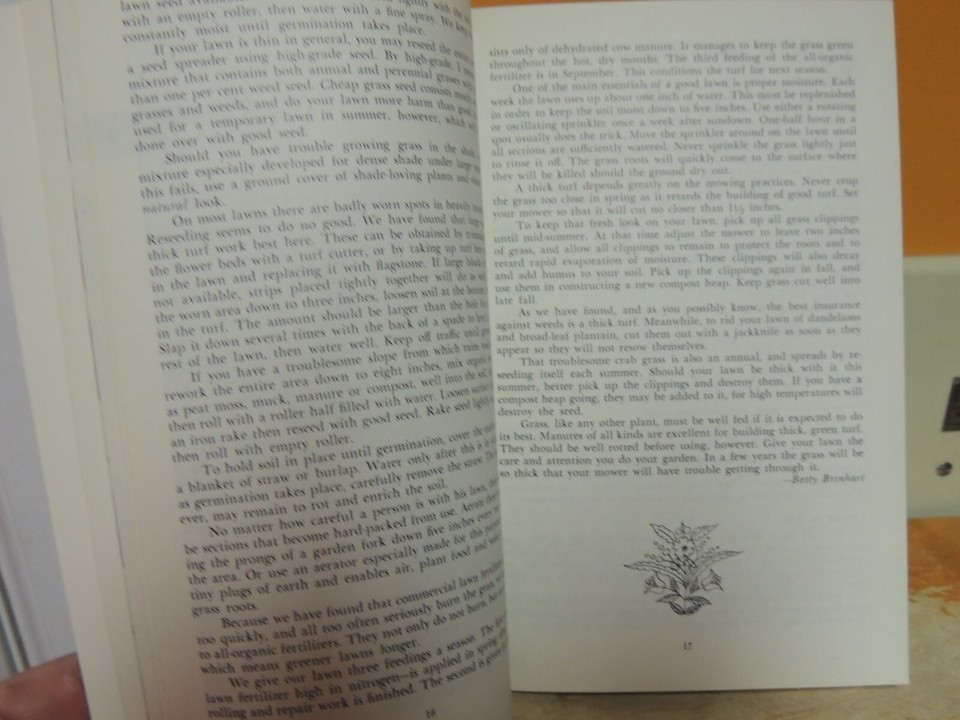 lawn seed
with an empty roller, then water with a fine spray. We keep
constantly moist until germination takes place.
If your lawn is thin in general, you may reseed the entire
a seed spreader using high-grade seed. By high-grade, I
mixture that contains both annual and perennial grasses with
than one per cent weed seed. Cheap grass seed consists
grasses and weeds, and do your lawn more harm than good
used for a temporary lawn in summer, however, which
done over with good seed.
Should you have trouble growing grass in the shade
mixture especially developed for dense shade under large
this fails, use a ground cover of shade-loving plants and
natural look.
On most lawns there are badly worn spots in heavily
Reseeding seems to do no good. We have found that large
thick turf work best here. These can be obtained by
the flower beds with a turf cutter, or by taking up turf
in the lawn and replacing it with flagstone. If large
not available, strips placed tightly together will do as
the worn area down to three inches, loosen soil at the bottom
in the turf. The amount should be larger than the hole
Slap it down several times with the back of a spade to
rest of the lawn, then water well. Keep off traffic until
If you have a troublesome slope from which rains
rework the entire area down to eight inches, mix
as peat moss, muck, manure or compost, well into the soil
then roll with a roller half filled with water. Loosen surface
an iron rake then reseed with good seed. Rake seed lightly
then roll with empty roller.
To hold soil in place until germination, cover the
a blanket of straw or burlap. Water only after this is in
as germination takes place, carefully remove the straw. The
ever, may remain to rot and enrich the soil.
No matter how careful a person is with his lawn,
be sections that become hard-packed from use. Aerate
ing the prongs of a garden fork down five inches every
the area. Or use an aerator especially made for this
tiny plugs of earth and enables air, plant food and
grass roots.
Because we have found that commercial lawn fertilizers
too quickly, and all too often seriously burn the grass,
to all-organic fertilizers. They not only do not burn, but
which means greener lawns longer.
We give our lawn three feedings a season. The first
lawn fertilizer high in nitrogen—is applied in spring
rolling and repair work is finished. The second is given
16
sists only of dehydrated cow manure. It manages to keep the grass green
throughout the hot, dry months. The third feeding of the all-organic
fertilizer is in September. This conditions the turf for next season.
One of the main essentials of a good lawn is proper moisture. Each
week the lawn uses up about one inch of water. This must be replenished
in order to keep the soil moist down to five inches. Use either a rotating
or oscillating sprinkler once a week after sundown. One-half hour in a
spot usually does the trick. Move the sprinkler around on the lawn until
all sections are sufficiently watered. Never sprinkle the grass lightly just
to rinse it off. The grass roots will quickly come to the surface where
they will be killed should the ground dry out.
A thick turf depends greatly on the mowing practices. Never crop
the grass too close in spring as it retards the building of good turf. Set
your mower so that it will cut no closer than 1½ inches.
To keep that fresh look on your lawn, pick up all grass clippings
until mid-summer. At that time adjust the mower to leave two inches
of grass, and allow all clippings to remain to protect the roots and to
retard rapid evaporation of moisture. These clippings will also decay
and add humus to your soil. Pick up the clippings again in fall, and
use them in constructing a new compost heap. Keep grass cut well into
late fall.
As we have found, and as you possibly know, the best insurance
against weeds is a thick turf. Meanwhile, to rid your lawn of dandelions
and broad-leaf plantain, cut them out with a jackknife as soon as they
appear so they will not resow themselves.
That troublesome crab grass is also an annual, and spreads by re-
seeding itself each summer. Should your lawn be thick with it this
summer, better pick up the clippings and destroy them. If you have a
compost heap going, they may be added to it, for high temperatures will
destroy the seed.
Grass, like any other plant, must be well fed if it is expected to do
its best. Manures of all kinds are excellent for building thick, green turf.
They should be well rotted before using, however. Give your lawn the
care and attention you do your garden. In a few years the grass will be
so thick that your mower will have trouble getting through it.
—Betty Brinhart
17